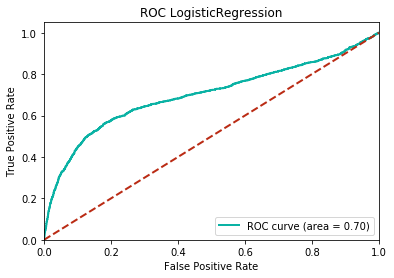 ROC LogisticRegression
True Positive Rate
1.0
0.8
0.6
0.4
0.2
0.0
ROC curve (area = 0.70)
0.0 0.2 0.4 0.6 0.8 1.0
False Positive Rate